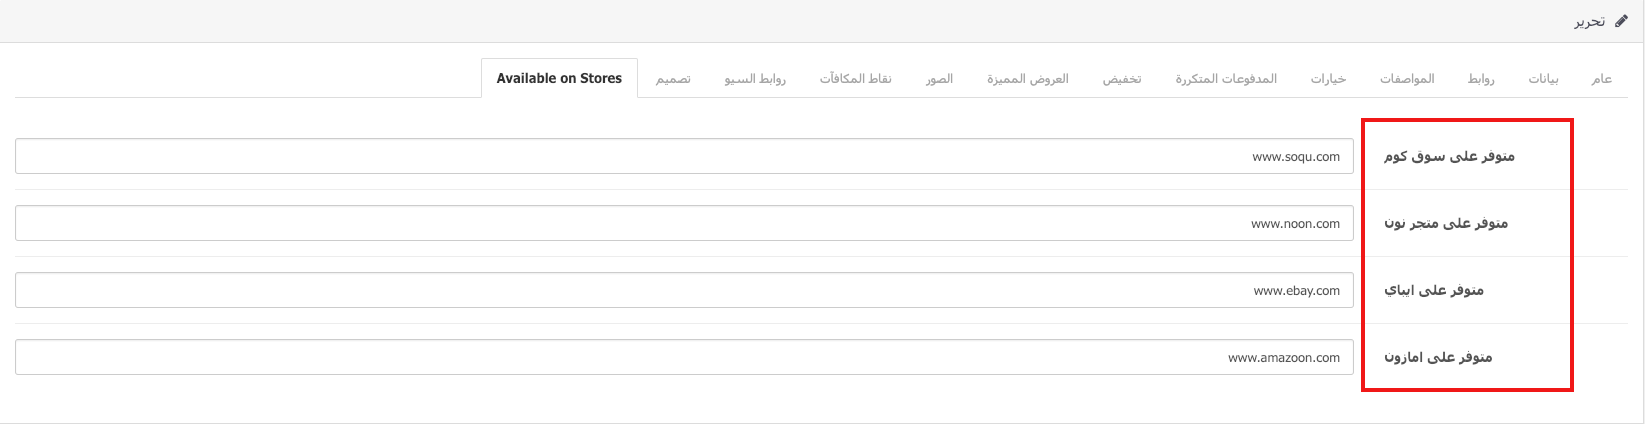 تحرير
عام بيانات روابط المواصفات خيارات المدفوعات المتكررة تخفيض العروض المميزة الصور نقاط المكافآت روابط السيو تصميم Available on Stores
متوفر على سوق كوم www.soqu.com
متوفر على متجر نون www.noon.com
متوفر على ايباي www.ebay.com
متوفر على امازون www.amazoon.com